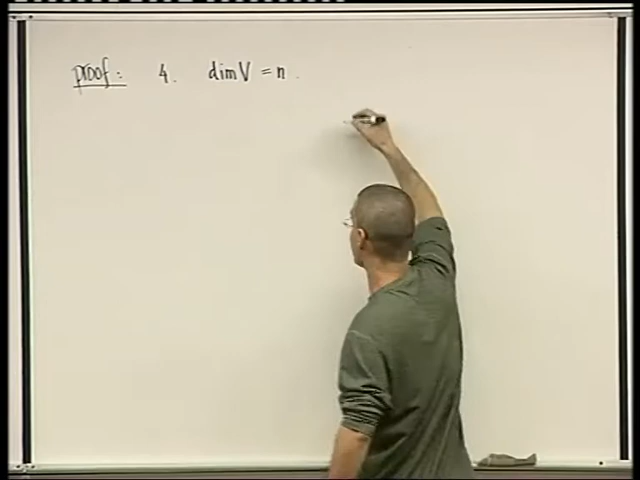 proof: 4. dim V = n.